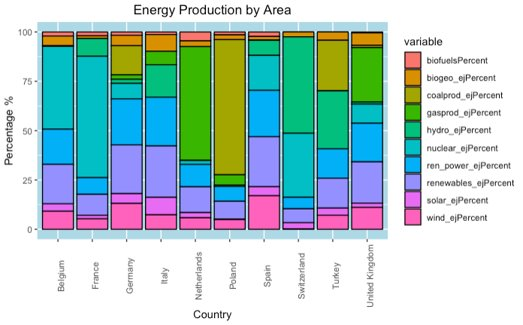 Energy Production by Area
Percentage %
100
75
50
25
0
Belgium
France
Germany
Italy
Netherlands
Poland
Spain
Switzerland
Turkey
United Kingdom
Country
variable
biofuelsPercent
biogeo_ejPercent
coalprod_ejPercent
gasprod_ejPercent
hydro_ejPercent
nuclear_ejPercent
ren_power_ejPercent
renewables_ejPercent
solar_ejPercent
wind_ejPercent